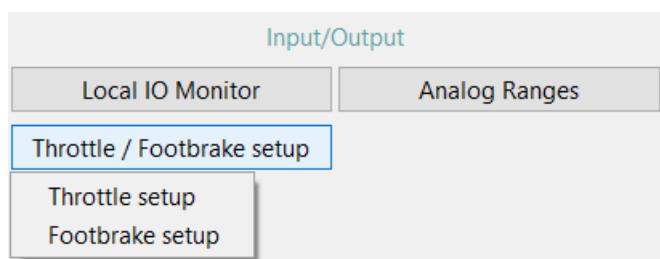 Input/Output
Local IO Monitor
Analog Ranges
Throttle / Footbrake setup
Throttle setup
Footbrake setup